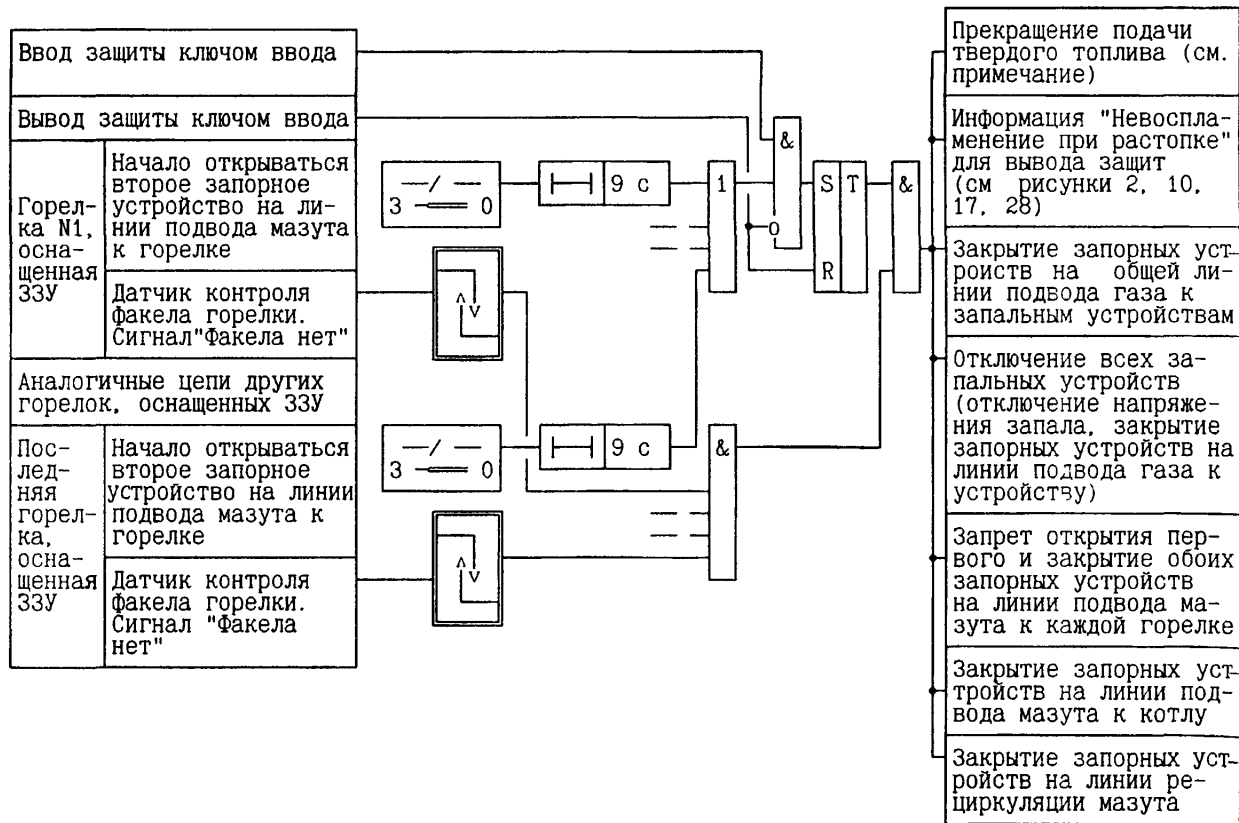 Ввод защиты ключом ввода
Вывод защиты ключом ввода
Горел-
ка N1,
осна-
щенная
ЗЗУ
Начало открываться
второе запорное
устройство на ли-
нии подвода мазута
к горелке
Датчик контроля
факела горелки.
Сигнал"Факела нет"
Аналогичные цепи других
горелок, оснащенных ЗЗУ
Пос-
лед-
няя
горел-
ка,
осна-
щенная
ЗЗУ
Начало открываться
второе запорное
устройство на линии
подвода мазута к
горелке
Датчик контроля
факела горелки.
Сигнал "Факела
нет"
З О
9 с
1
&
S T
R
&
О
З О
9 с
&
Прекращение подачи
твердого топлива (см.
примечание)
Информация "Невоспла-
менение при растопке"
для вывода защит
(см рисунки 2, 10,
17, 28)
Закрытие запорных уст-
роиств на общей ли-
нии подвода газа к
запальным устройствам
Отключение всех за-
пальных устройств
(отключение напряже-
ния запала, закрытие
запорных устройств на
линии подвода газа к
устройству)
Запрет открытия пер-
вого и закрытие обоих
запорных устройств
на линии подвода ма-
зута к каждой горелке
Закрытие запорных уст-
тройств на линии под-
вода мазута к котлу
Закрытие запорных уст-
ройств на линии ре-
циркуляции мазута